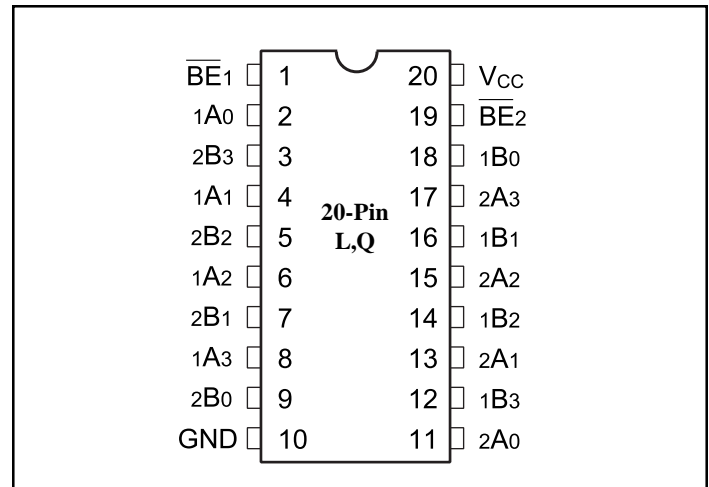 B̅E̅1 1 20 VCC
1A0 2 19 B̅E̅2
2B3 3 18 1B0
1A1 4 17 2A3
20-Pin
2B2 5 16 1B1
L,Q
1A2 6 15 2A2
2B1 7 14 1B2
1A3 8 13 2A1
2B0 9 12 1B3
GND 10 11 2A0